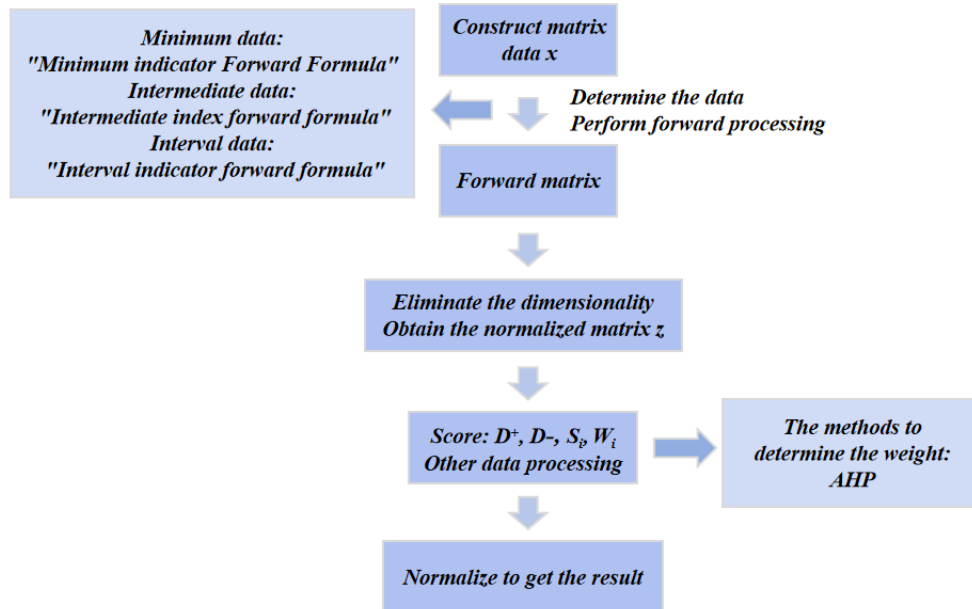 Construct matrix
data x
Minimum data:
"Minimum indicator Forward Formula"
Intermediate data:
"Intermediate index forward formula"
Interval data:
"Interval indicator forward formula"
Determine the data
Perform forward processing
Forward matrix
Eliminate the dimensionality
Obtain the normalized matrix z
Score: D⁺, D-, Sᵢ, Wᵢ
Other data processing
The methods to
determine the weight:
AHP
Normalize to get the result